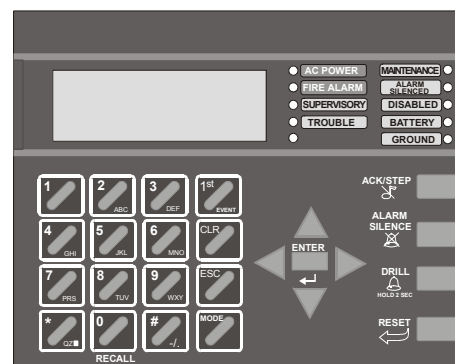 AC POWER MAINTENANCE
FIRE ALARM ALARM SILENCED
SUPERVISORY DISABLED
TROUBLE BATTERY
GROUND
1 2 ABC 3 DEF 1st EVENT
4 GHI 5 JKL 6 MNO CLR
7 PRS 8 TUV 9 WXY ESC
* QZ■ 0 # -/. MODE
RECALL
ENTER
ACK/STEP
ALARM
SILENCE
DRILL
HOLD 2 SEC
RESET